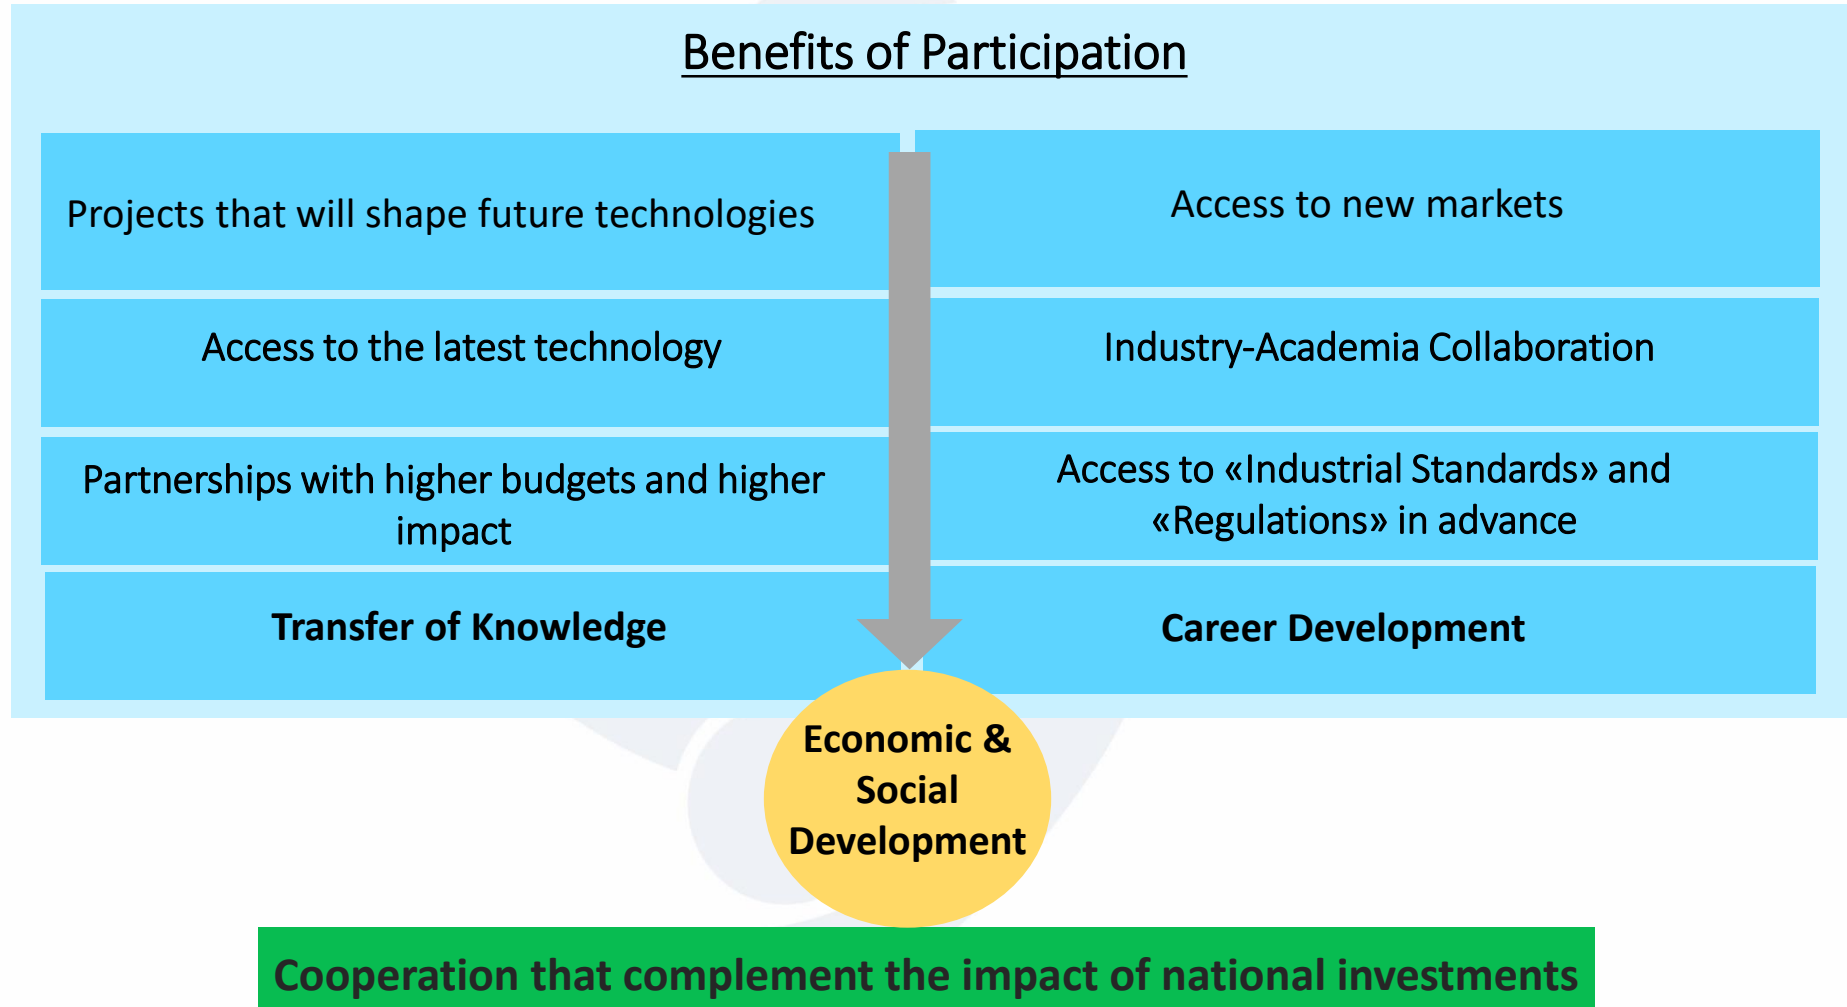 Benefits of Participation
Projects that will shape future technologies
Access to new markets
Access to the latest technology
Industry-Academia Collaboration
Partnerships with higher budgets and higher
impact
Access to «Industrial Standards» and
«Regulations» in advance
Transfer of Knowledge
Career Development
Economic &
Social
Development
Cooperation that complement the impact of national investments